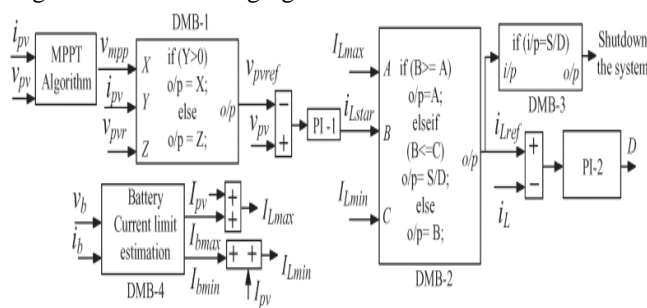 DMB-1
i_pv
v_pv
MPPT
Algorithm
v_mpp
i_pv
v_pvr
X
Y
Z
if (Y>0)
o/p = X;
else
o/p = Z;
o/p
v_pvref
v_pv
−
+
PI-1
i_Lstar
I_Lmax
I_Lmin
A
B
C
if (B>= A)
o/p=A;
elseif
(B<=C)
o/p= S/D;
else
o/p= B;
o/p
DMB-2
if (i/p=S/D)
i/p
o/p
DMB-3
Shutdown
the system
i_Lref
i_L
+
−
PI-2
D
v_b
i_b
Battery
Current limit
estimation
DMB-4
I_pv
I_bmax
I_bmin
+
+
I_Lmax
+ +
I_Lmin
I_pv